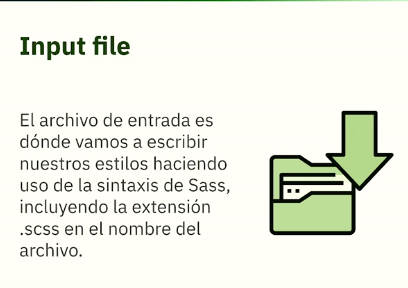 Input file
El archivo de entrada es
dónde vamos a escribir
nuestros estilos haciendo
uso de la sintaxis de Sass,
incluyendo la extensión
.scss en el nombre del
archivo.